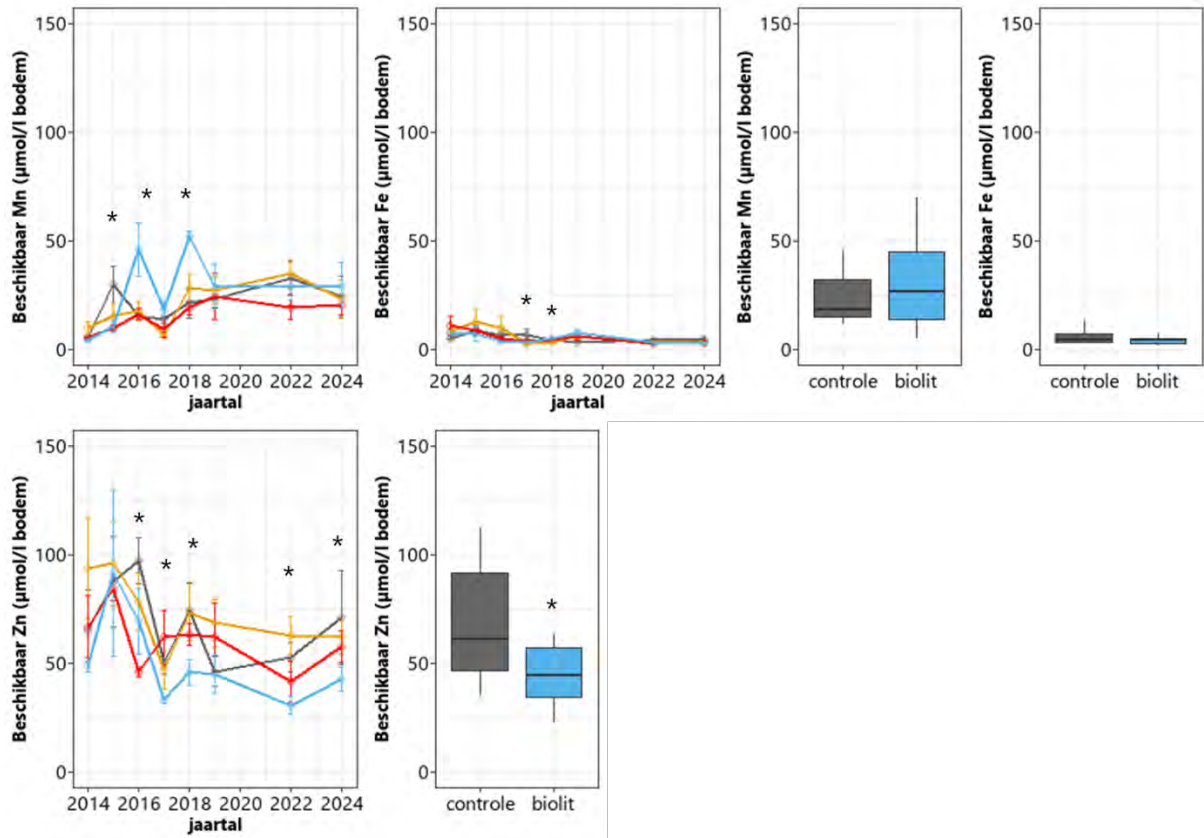 Beschikbaar Mn (µmol/l bodem)
150
100
50
0
* * *
2014 2016 2018 2020 2022 2024
jaartal
Beschikbaar Fe (µmol/l bodem)
150
100
50
0
* *
2014 2016 2018 2020 2022 2024
jaartal
Beschikbaar Mn (µmol/l bodem)
150
100
50
0
controle biolit
Beschikbaar Fe (µmol/l bodem)
150
100
50
0
controle biolit
Beschikbaar Zn (µmol/l bodem)
150
100
50
0
* * * * *
2014 2016 2018 2020 2022 2024
jaartal
Beschikbaar Zn (µmol/l bodem)
150
100
50
0
*
controle biolit